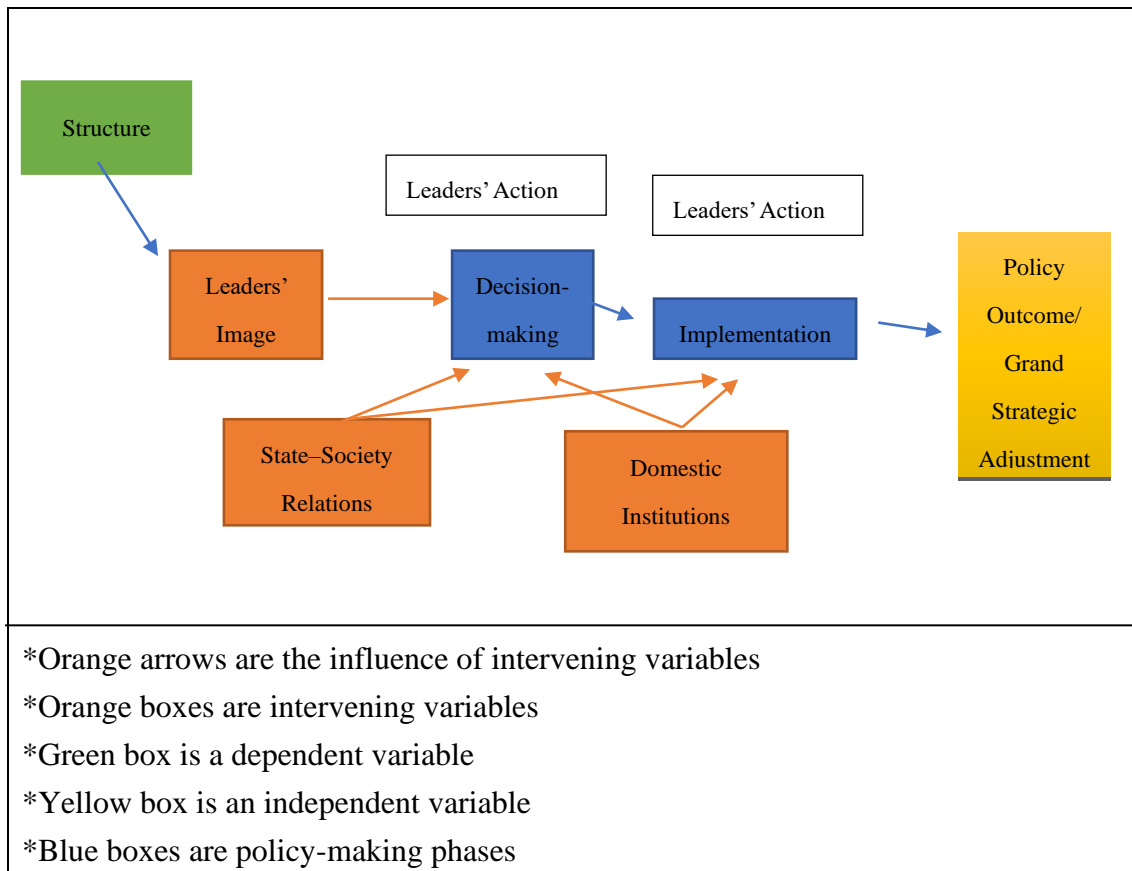 Structure
Leaders’ Action
Leaders’ Action
Leaders’
Image
Decision-
making
Implementation
Policy
Outcome/
Grand
Strategic
Adjustment
State–Society
Relations
Domestic
Institutions
*Orange arrows are the influence of intervening variables
*Orange boxes are intervening variables
*Green box is a dependent variable
*Yellow box is an independent variable
*Blue boxes are policy-making phases